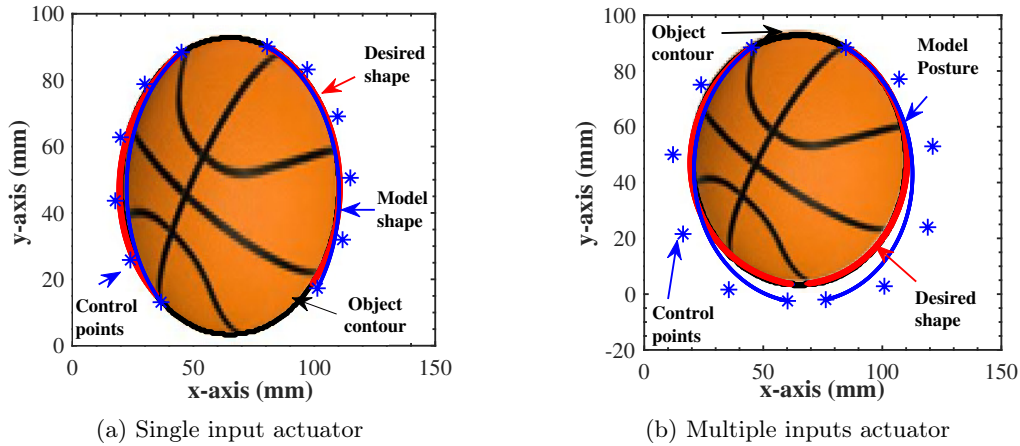 100
80
60
40
20
0
0
50
100
150
y-axis (mm)
x-axis (mm)
Desired
shape
Model
shape
Control
points
Object
contour
(a) Single input actuator
100
80
60
40
20
0
-20
0
50
100
150
y-axis (mm)
x-axis (mm)
Object
contour
Model
Posture
Control
points
Desired
shape
(b) Multiple inputs actuator